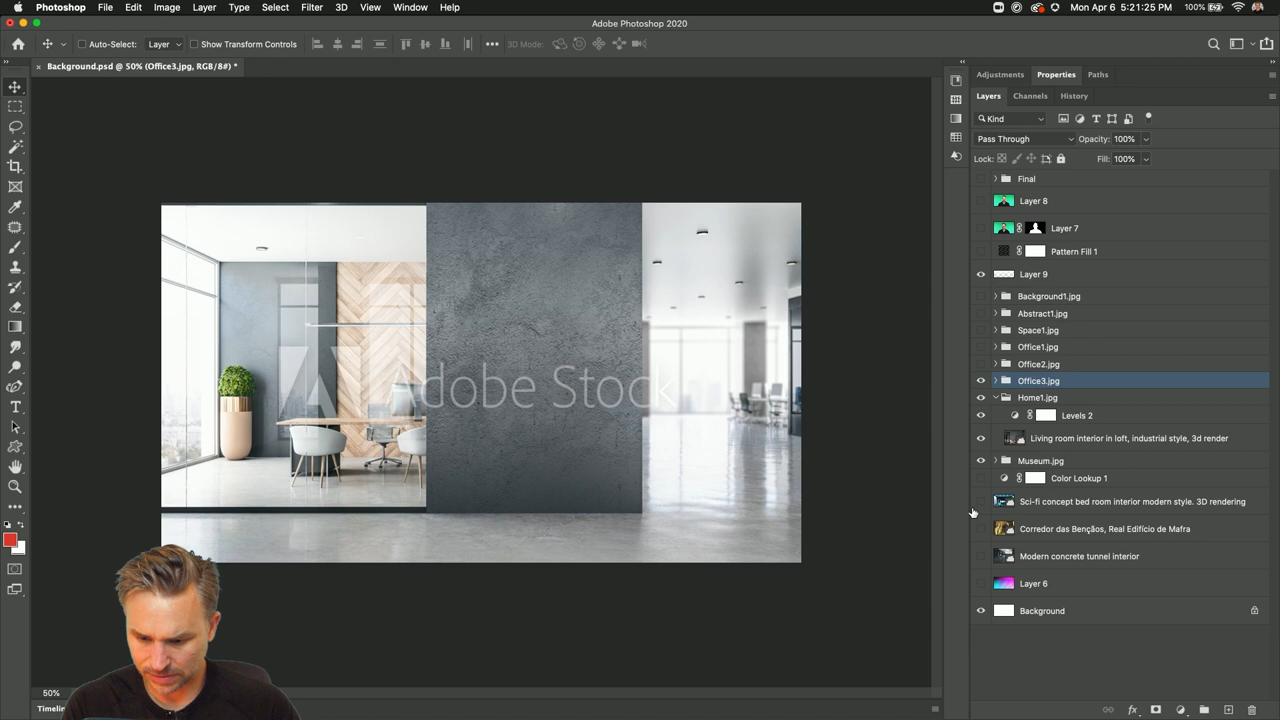 Photoshop File Edit Image Layer Type Select Filter 3D View Window Help 100% Mon Apr 6 5:21:25 PM
Adobe Photoshop 2020
Auto-Select: Layer Show Transform Controls 3D Mode:
Background.psd @ 50% (Office3.jpg, RGB/8#) *
Adjustments Properties Paths
Layers Channels History
Kind
Pass Through Opacity: 100%
Lock: Fill: 100%
Final
Layer 8
Layer 7
Pattern Fill 1
Layer 9
Background1.jpg
Abstract1.jpg
Space1.jpg
Office1.jpg
Office2.jpg
Office3.jpg
Home1.jpg
Levels 2
Living room interior in loft, industrial style, 3d render
Museum.jpg
Color Lookup 1
Sci-fi concept bed room interior modern style. 3D rendering
Corredor das Bençãos, Real Edifício de Mafra
Modern concrete tunnel interior
Layer 6
Background
Adobe Stock
50%
Timelin